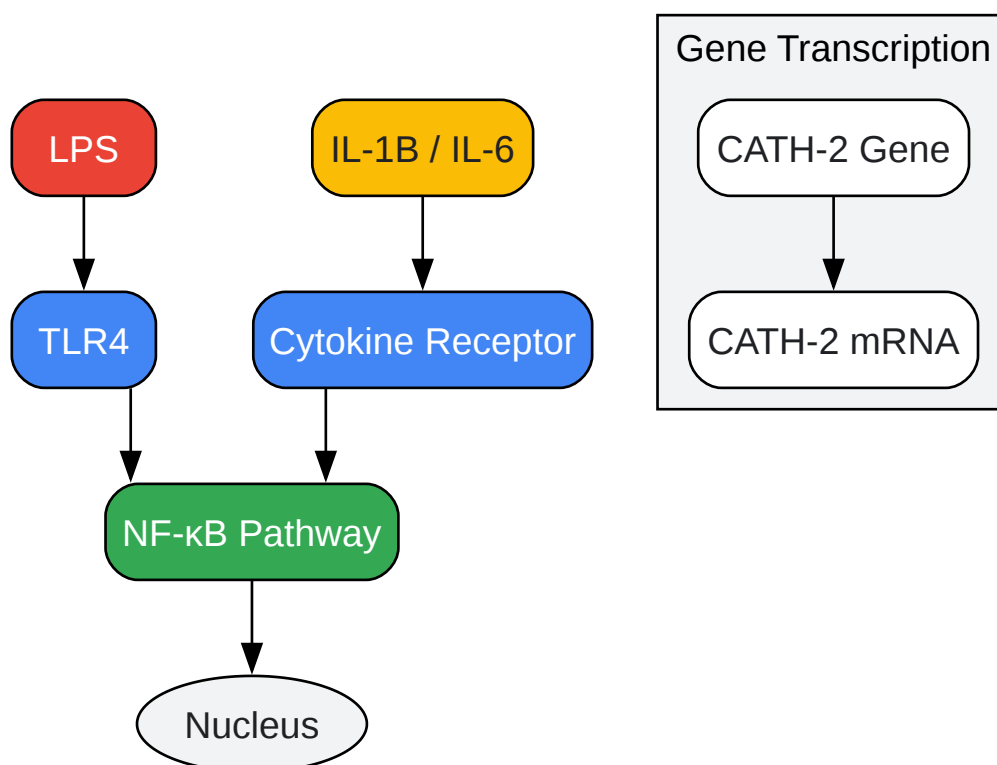 Gene Transcription
LPS
IL-1B / IL-6
CATH-2 Gene
TLR4
Cytokine Receptor
CATH-2 mRNA
NF-κB Pathway
Nucleus